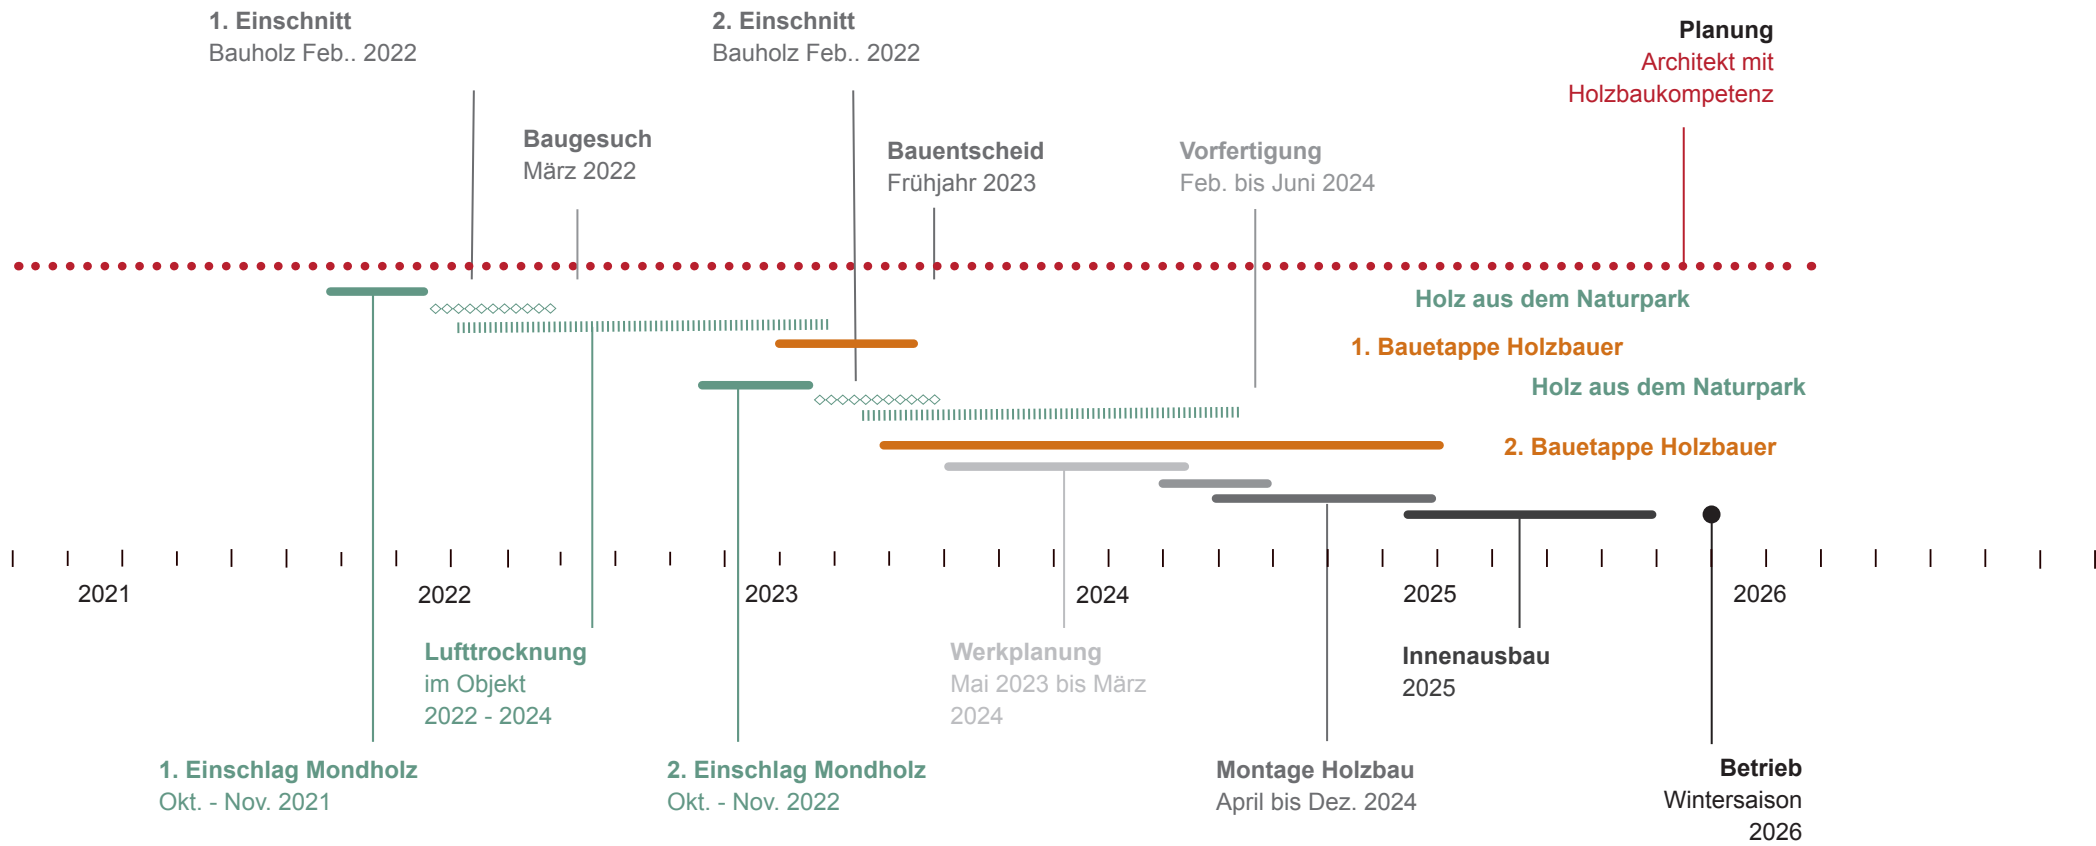 1. Einschnitt
Bauholz Feb.. 2022
2. Einschnitt
Bauholz Feb.. 2022
Planung
Architekt mit
Holzbaukompetenz
Baugesuch
März 2022
Bauentscheid
Frühjahr 2023
Vorfertigung
Feb. bis Juni 2024
Holz aus dem Naturpark
1. Bauetappe Holzbauer
Holz aus dem Naturpark
2. Bauetappe Holzbauer
2021
2022
2023
2024
2025
2026
Lufttrocknung
im Objekt
2022 - 2024
Werkplanung
Mai 2023 bis März
2024
Innenausbau
2025
1. Einschlag Mondholz
Okt. - Nov. 2021
2. Einschlag Mondholz
Okt. - Nov. 2022
Montage Holzbau
April bis Dez. 2024
Betrieb
Wintersaison
2026